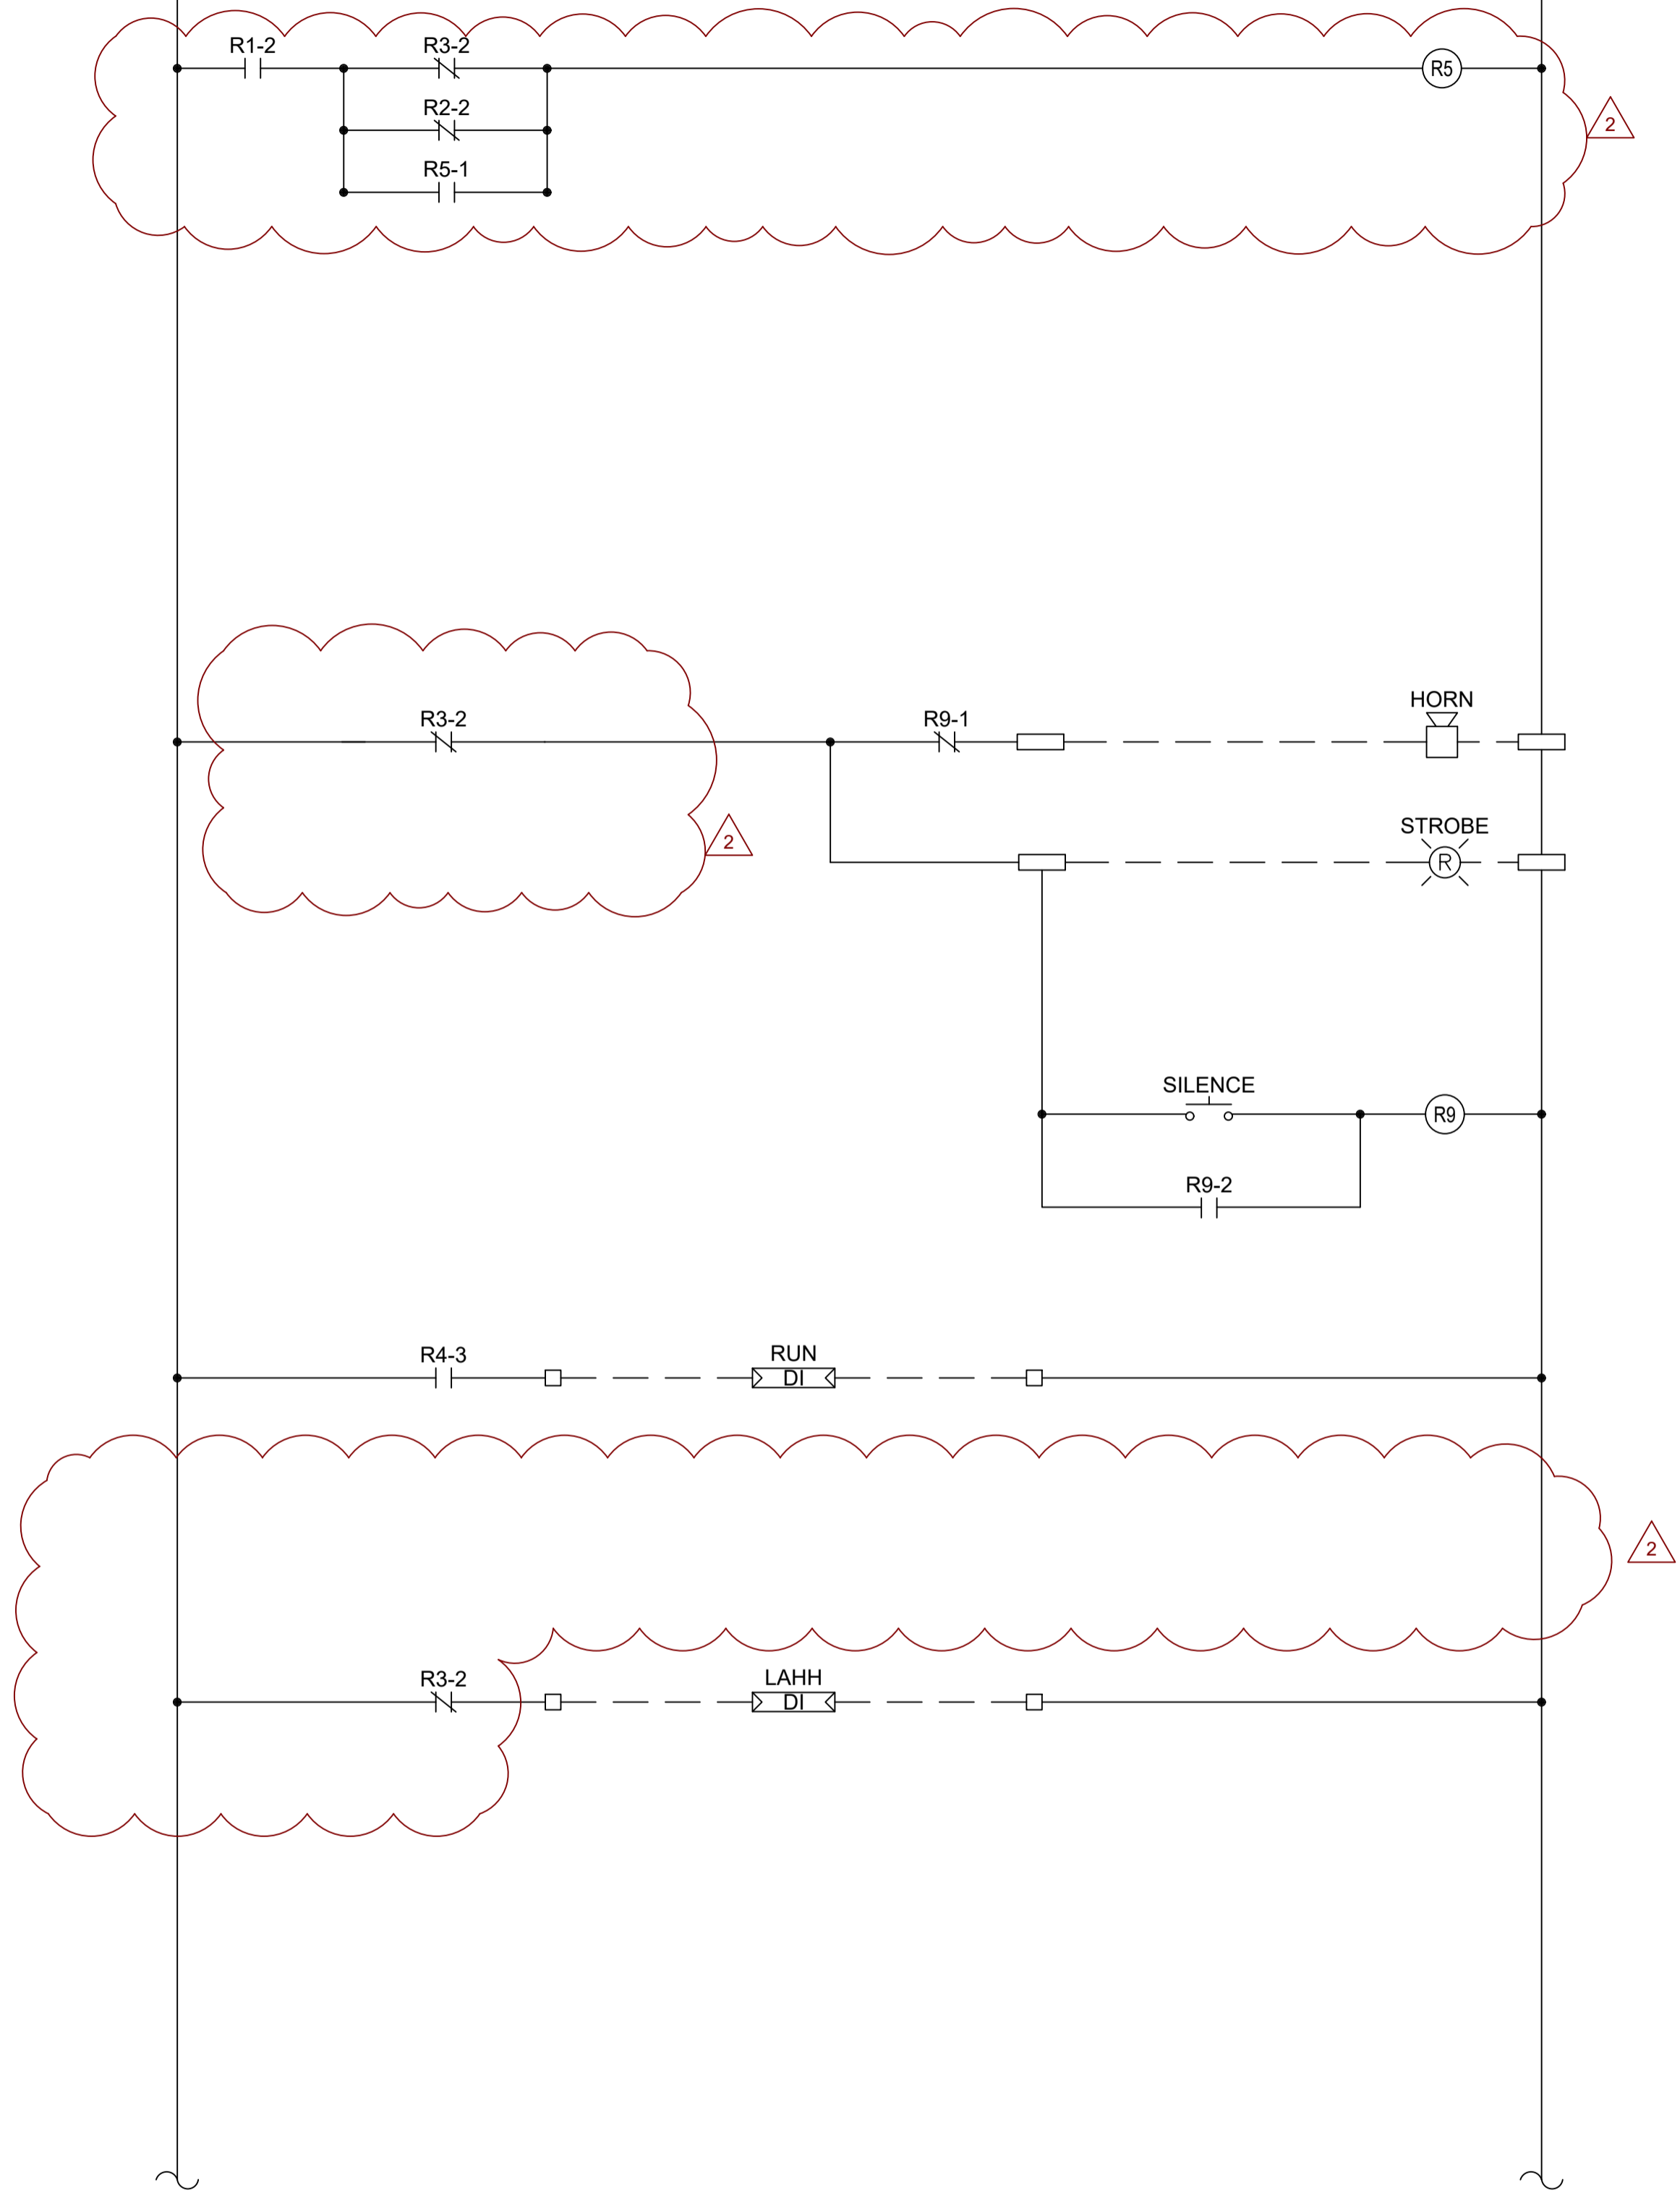 R1-2
R3-2
R5
R2-2
2
R5-1
HORN
R3-2
R9-1
STROBE
2
R
SILENCE
R9
R9-2
RUN
R4-3
DI
2
LAHH
R3-2
DI